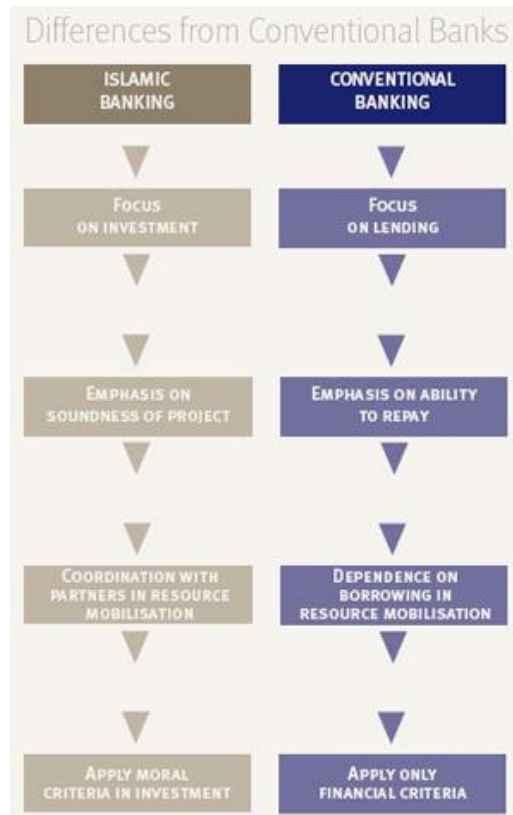 Differences from Conventional Banks
ISLAMIC
BANKING
CONVENTIONAL
BANKING
FOCUS
ON INVESTMENT
FOCUS
ON LENDING
EMPHASIS ON
SOUNDNESS OF PROJECT
EMPHASIS ON ABILITY
TO REPAY
COORDINATION WITH
PARTNERS IN RESOURCE
MOBILISATION
DEPENDENCE ON
BORROWING IN
RESOURCE MOBILISATION
APPLY MORAL
CRITERIA IN INVESTMENT
APPLY ONLY
FINANCIAL CRITERIA